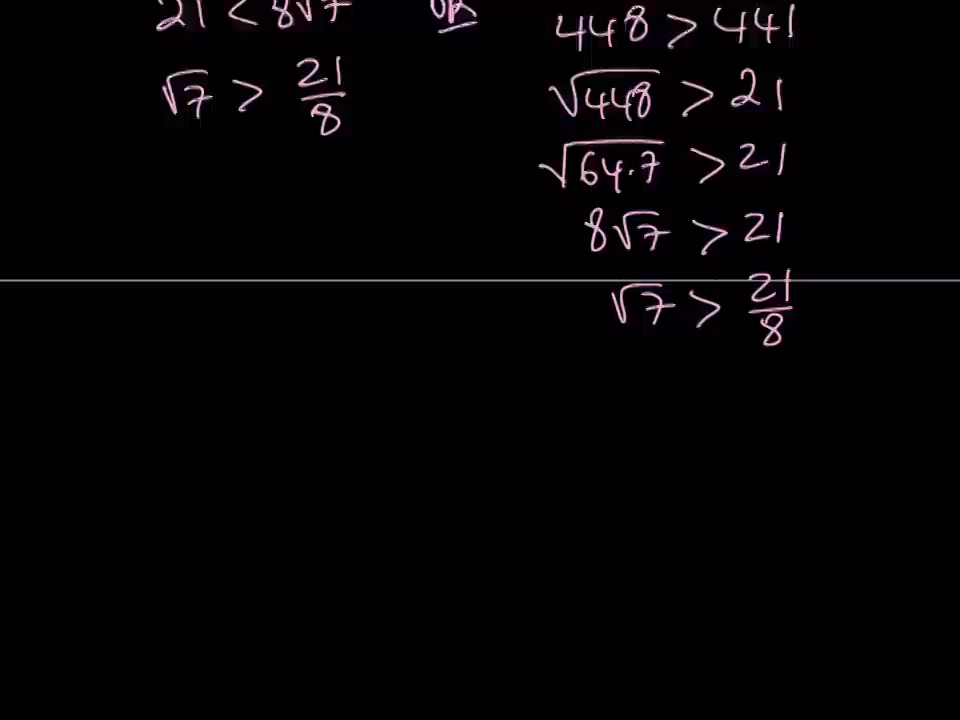 21 < 8√7 OR
√7 > 21/8
448 > 441
√448 > 21
√64·7 > 21
8√7 > 21
√7 > 21/8